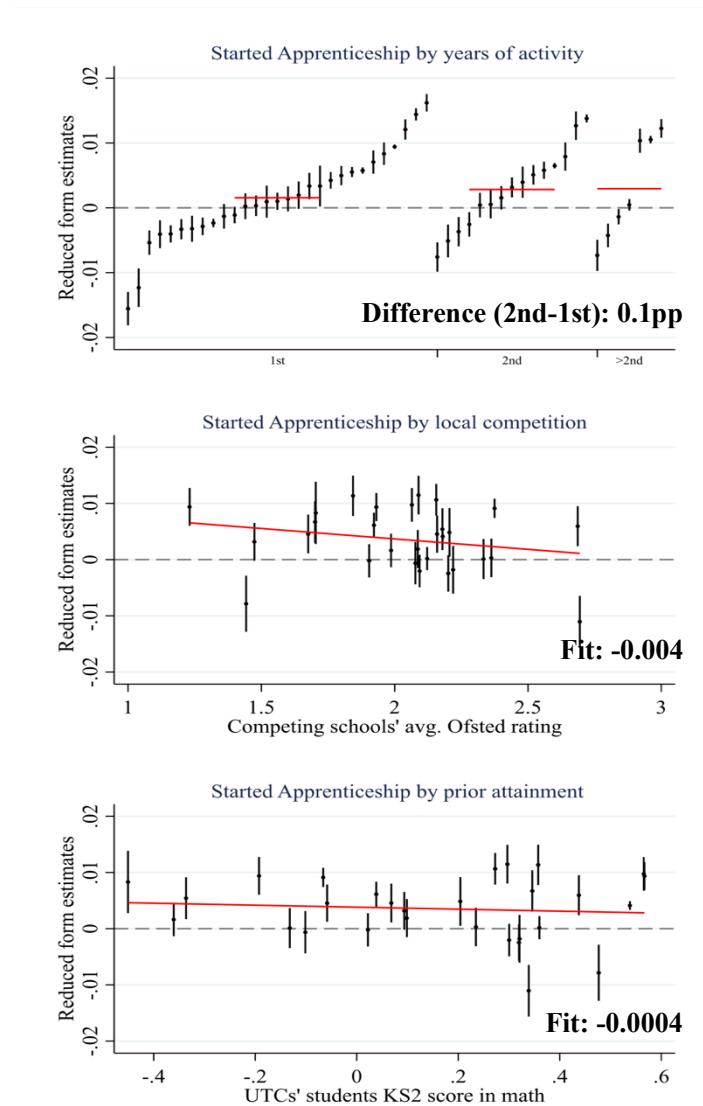 Started Apprenticeship by years of activity
Reduced form estimates
.02
.01
0
-.01
-.02
Difference (2nd-1st): 0.1pp
1st
2nd
>2nd
Started Apprenticeship by local competition
Reduced form estimates
.02
.01
0
-.01
-.02
Fit: -0.004
1
1.5
2
2.5
3
Competing schools' avg. Ofsted rating
Started Apprenticeship by prior attainment
Reduced form estimates
.02
.01
0
-.01
-.02
Fit: -0.0004
-.4
-.2
0
.2
.4
.6
UTCs' students KS2 score in math